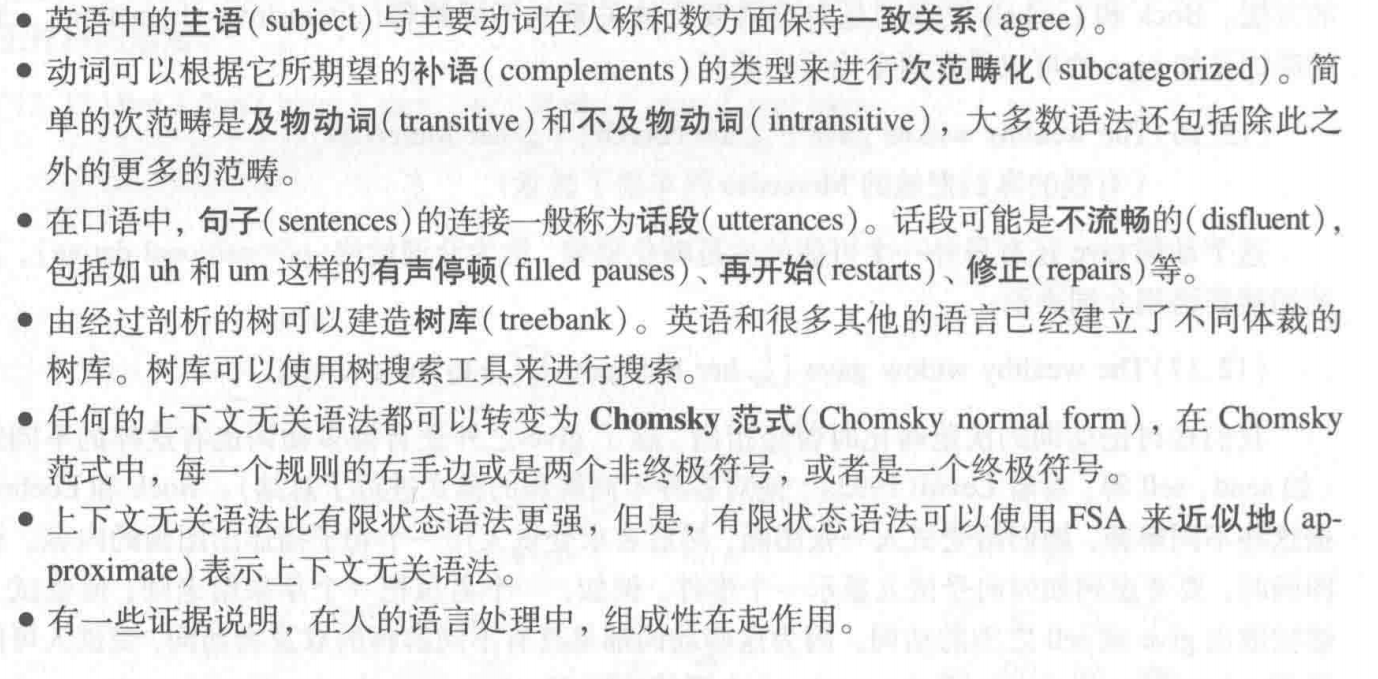 ● 英语中的主语(subject)与主要动词在人称和数方面保持一致关系(agree)。
● 动词可以根据它所期望的补语(complements)的类型来进行次范畴化(subcategorized)。简
单的次范畴是及物动词(transitive)和不及物动词(intransitive)，大多数语法还包括除此之
外的更多的范畴。
● 在口语中，句子(sentences)的连接一般称为话段(utterances)。话段可能是不流畅的(disfluent)，
包括如 uh 和 um 这样的有声停顿(filled pauses)、再开始(restarts)、修正(repairs)等。
● 由经过剖析的树可以建造树库(treebank)。英语和很多其他的语言已经建立了不同体裁的
树库。树库可以使用树搜索工具来进行搜索。
● 任何的上下文无关语法都可以转变为 Chomsky 范式(Chomsky normal form)，在 Chomsky
范式中，每一个规则的右手边或是两个非终极符号，或者是一个终极符号。
● 上下文无关语法比有限状态语法更强，但是，有限状态语法可以使用 FSA 来近似地(ap-
proximate)表示上下文无关语法。
● 有一些证据说明，在人的语言处理中，组成性在起作用。